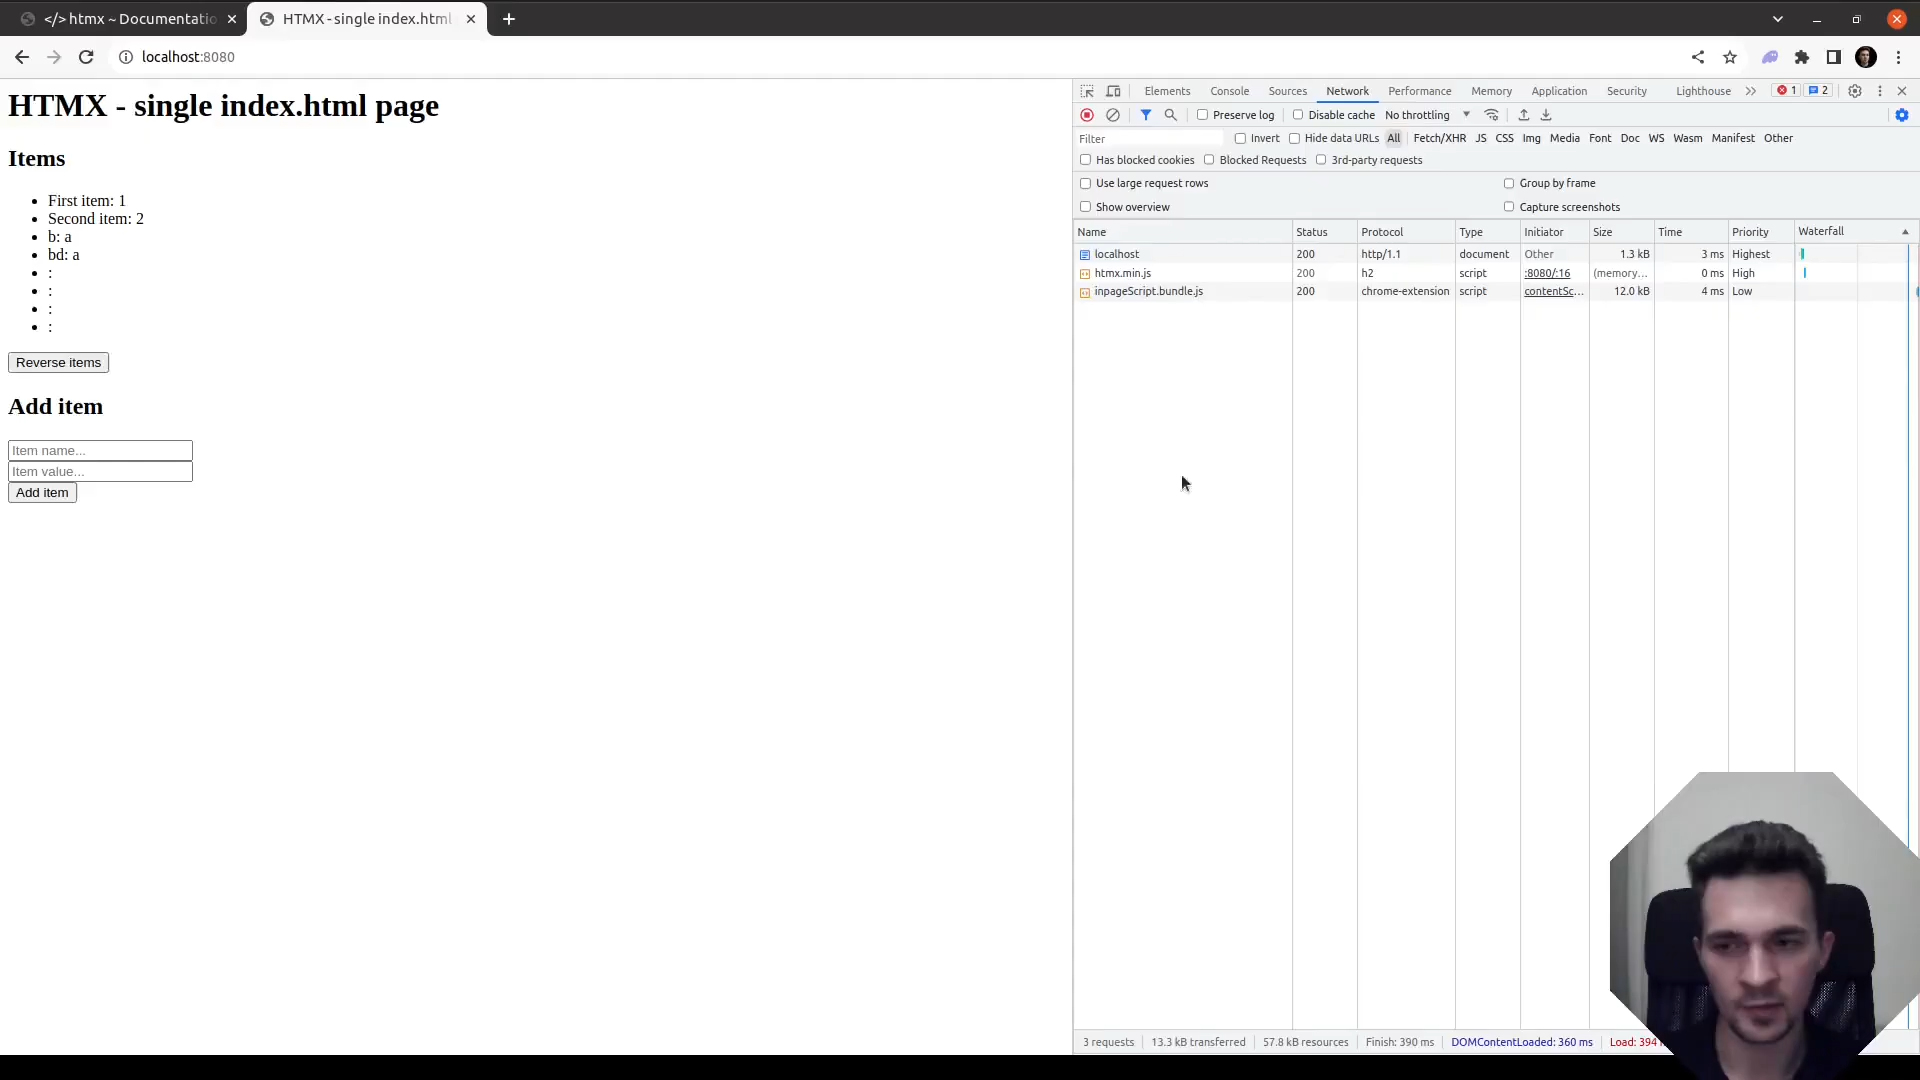 </> htmx ~ Documentatio
HTMX - single index.html
localhost:8080
HTMX - single index.html page
Items
First item: 1
Second item: 2
b: a
bd: a
:
:
:
:
Reverse items
Add item
Item name...
Item value...
Add item
Elements Console Sources Network Performance Memory Application Security Lighthouse 1 2
Preserve log Disable cache No throttling
Filter Invert Hide data URLs All Fetch/XHR JS CSS Img Media Font Doc WS Wasm Manifest Other
Has blocked cookies Blocked Requests 3rd-party requests
Use large request rows Group by frame
Show overview Capture screenshots
Name Status Protocol Type Initiator Size Time Priority Waterfall
localhost 200 http/1.1 document Other 1.3 kB 3 ms Highest
htmx.min.js 200 h2 script :8080/:16 (memory... 0 ms High
inpageScript.bundle.js 200 chrome-extension script contentSc... 12.0 kB 4 ms Low
3 requests 13.3 kB transferred 57.8 kB resources Finish: 390 ms DOMContentLoaded: 360 ms Load: 394